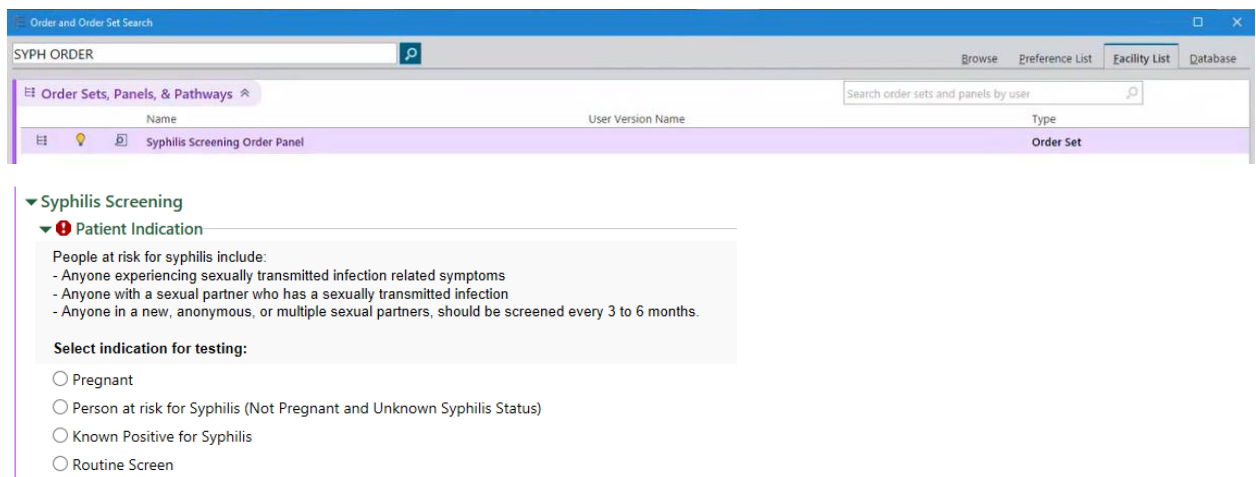 Order and Order Set Search
SYPH ORDER
Browse Preference List Facility List Database
Order Sets, Panels, & Pathways
Search order sets and panels by user
Name User Version Name Type
Syphilis Screening Order Panel Order Set
Syphilis Screening
Patient Indication
People at risk for syphilis include:
- Anyone experiencing sexually transmitted infection related symptoms
- Anyone with a sexual partner who has a sexually transmitted infection
- Anyone in a new, anonymous, or multiple sexual partners, should be screened every 3 to 6 months.
Select indication for testing:
Pregnant
Person at risk for Syphilis (Not Pregnant and Unknown Syphilis Status)
Known Positive for Syphilis
Routine Screen